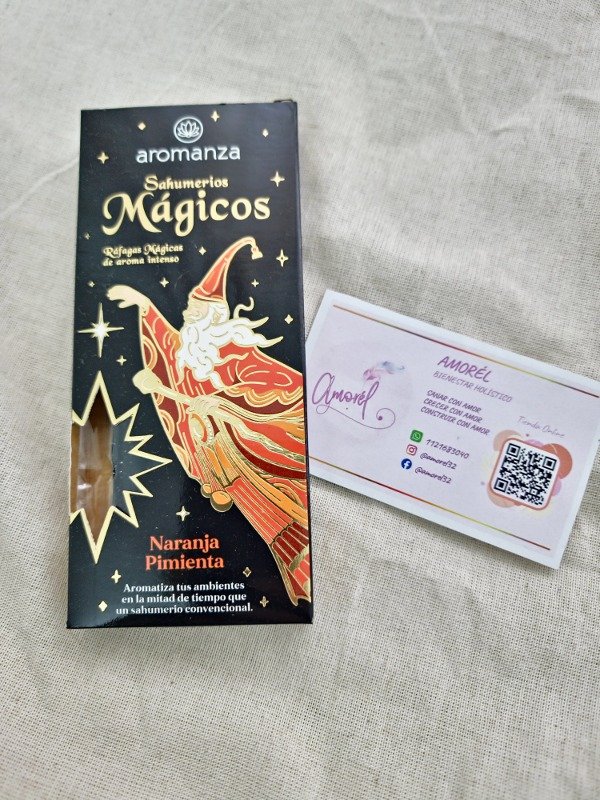 aromanza
Sahumerios
Mágicos
Ráfagas Mágicas
de aroma intenso
Naranja
Pimienta
Aromatiza tus ambientes
en la mitad de tiempo que
un sahumerio convencional.
amorél
AMORÉL
BIENESTAR HOLÍSTICO
SANAR CON AMOR
CRECER CON AMOR
CONSTRUIR CON AMOR
1121683040
@amorel32
@amorel32
Tienda Online